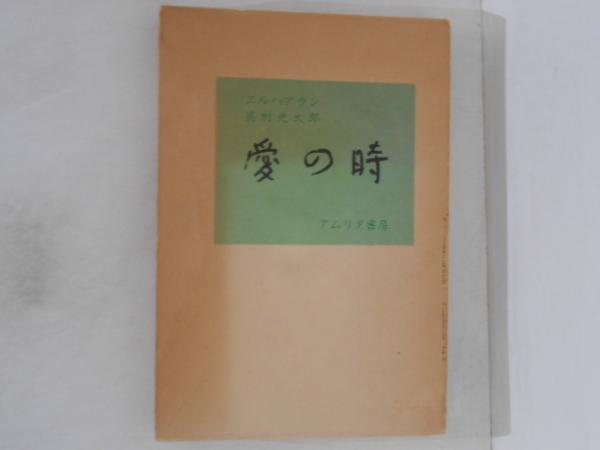 エルハアラン
高村光太郎
愛の時
アムリタ書房